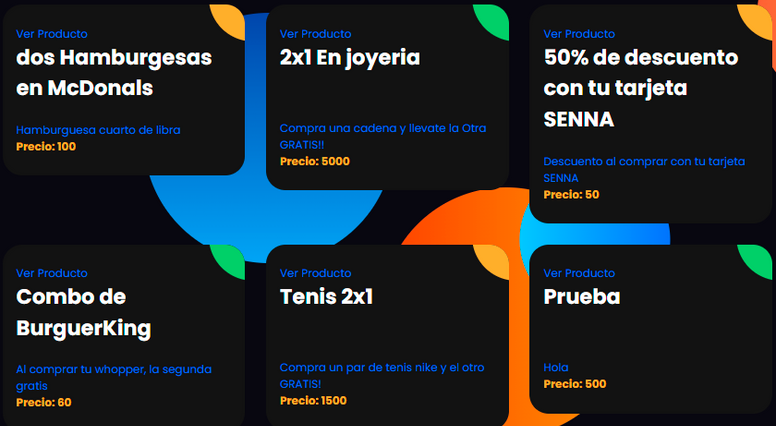 Ver Producto
dos Hamburgesas
en McDonals
Hamburguesa cuarto de libra
Precio: 100
Ver Producto
2x1 En joyeria
Compra una cadena y llevate la Otra
GRATIS!!
Precio: 5000
Ver Producto
50% de descuento
con tu tarjeta
SENNA
Descuento al comprar con tu tarjeta
SENNA
Precio: 50
Ver Producto
Combo de
BurguerKing
Al comprar tu whopper, la segunda
gratis
Precio: 60
Ver Producto
Tenis 2x1
Compra un par de tenis nike y el otro
GRATIS!
Precio: 1500
Ver Producto
Prueba
Hola
Precio: 500